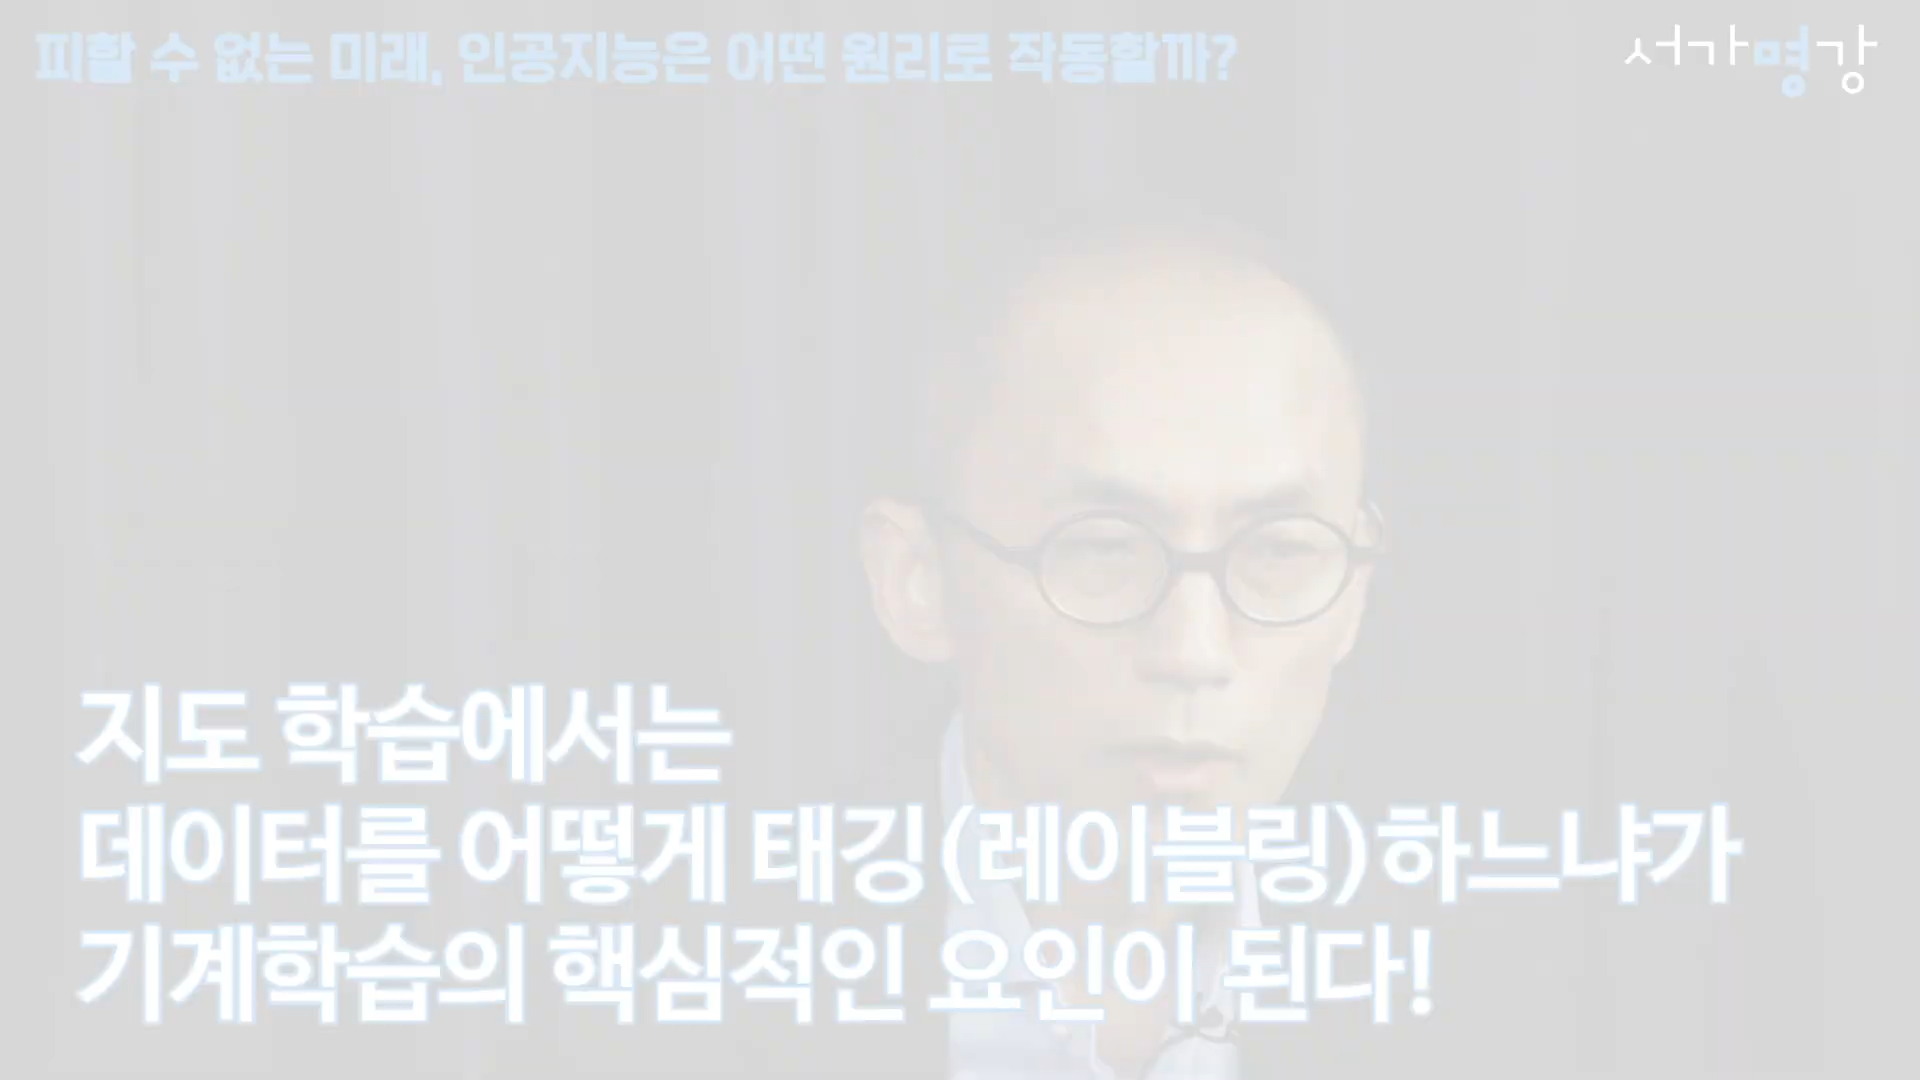 피할 수 없는 미래, 인공지능은 어떤 원리로 작동할까?
서가명강
지도 학습에서는
데이터를 어떻게 태깅(레이블링)하느냐가
기계학습의 핵심적인 요인이 된다!